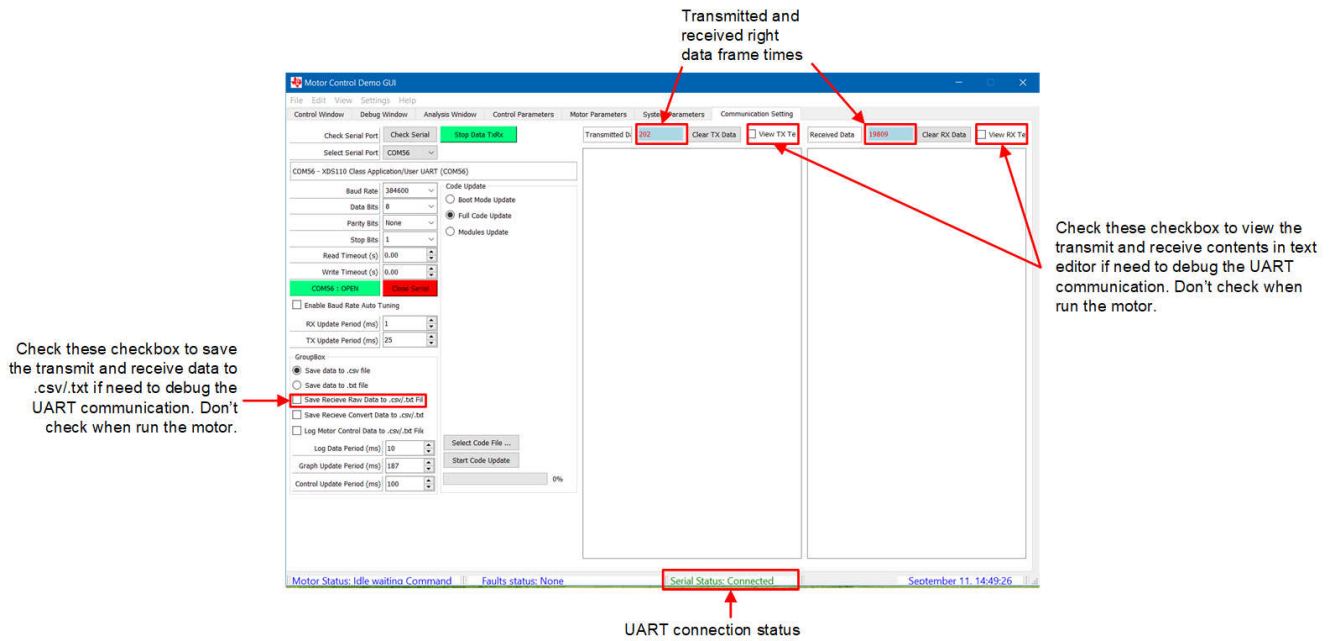 Transmitted and
received right
data frame times
Motor Control Demo GUI
File Edit View Settings Help
Control Window Debug Window Analysis Wnidow Control Parameters Motor Parameters System Parameters Communication Setting
Check Serial Port Check Serial Stop Data TxRx Transmitted Da 202 Clear TX Data View TX Te Received Data 19809 Clear RX Data View RX Te
Select Serial Port COM56
COM56 - XDS110 Class Application/User UART (COM56)
Baud Rate 384600 Code Update
Data Bits 8 Boot Mode Update
Parity Bits None Full Code Update
Stop Bits 1 Modules Update
Read Timeout (s) 0.00
Write Timeout (s) 0.00
COM56 : OPEN Close Serial
Enable Baud Rate Auto Tuning
RX Update Period (ms) 1
TX Update Period (ms) 25
GroupBox
Save data to .csv file
Save data to .txt file
Save Recieve Raw Data to .csv/.txt Fil
Save Recieve Convert Data to .csv/.txt
Log Motor Control Data to .csv/.txt File
Log Data Period (ms) 10 Select Code File ...
Graph Update Period (ms) 187 Start Code Update
Control Update Period (ms) 100 0%
Motor Status: Idle waiting Command Faults status: None Serial Status: Connected September 11, 14:49:26
Check these checkbox to view the
transmit and receive contents in text
editor if need to debug the UART
communication. Don't check when
run the motor.
Check these checkbox to save
the transmit and receive data to
.csv/.txt if need to debug the
UART communication. Don't
check when run the motor.
UART connection status